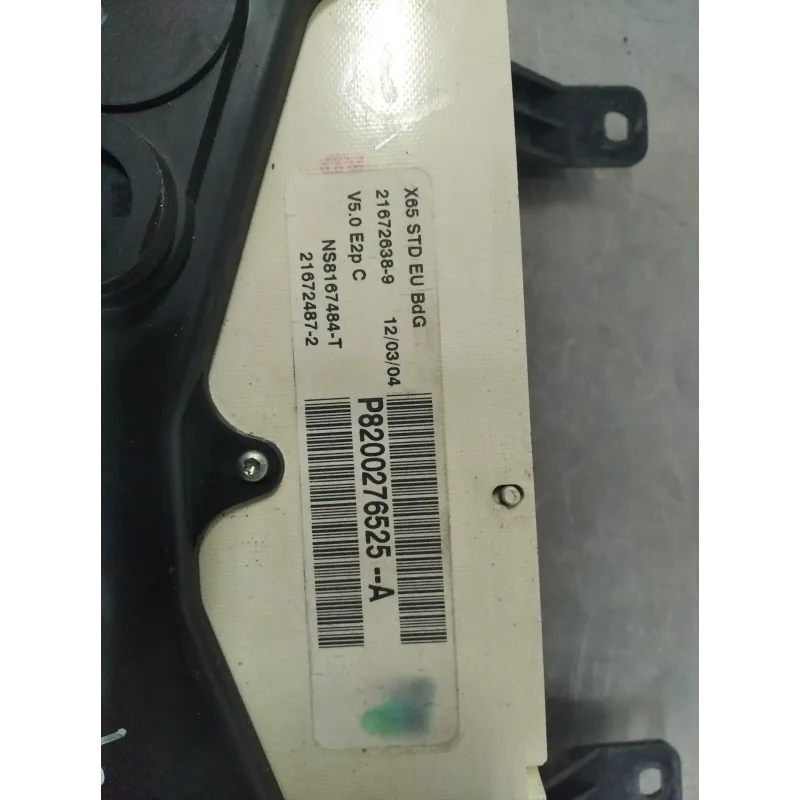 X65 STD EU BdG
21672638-9 12/03/04
V5.0 E2p C
NS8167484-T
21672487-2
P8200276525--A